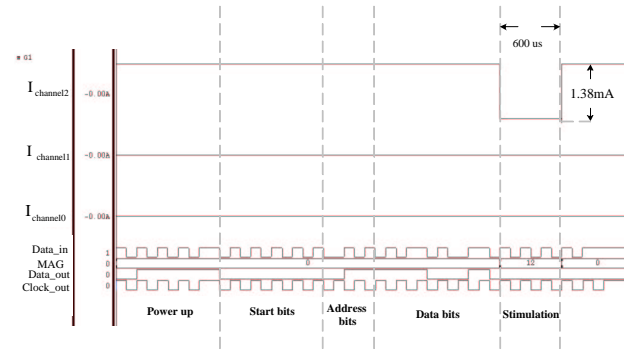 600 us
G1
I channel2
-0.00A
1.38mA
I channel1
-0.00A
I channel0
-0.00A
Data_in 1
MAG 0 0 12 0
Data_out 0
Clock_out 0
Power up Start bits Address bits Data bits Stimulation